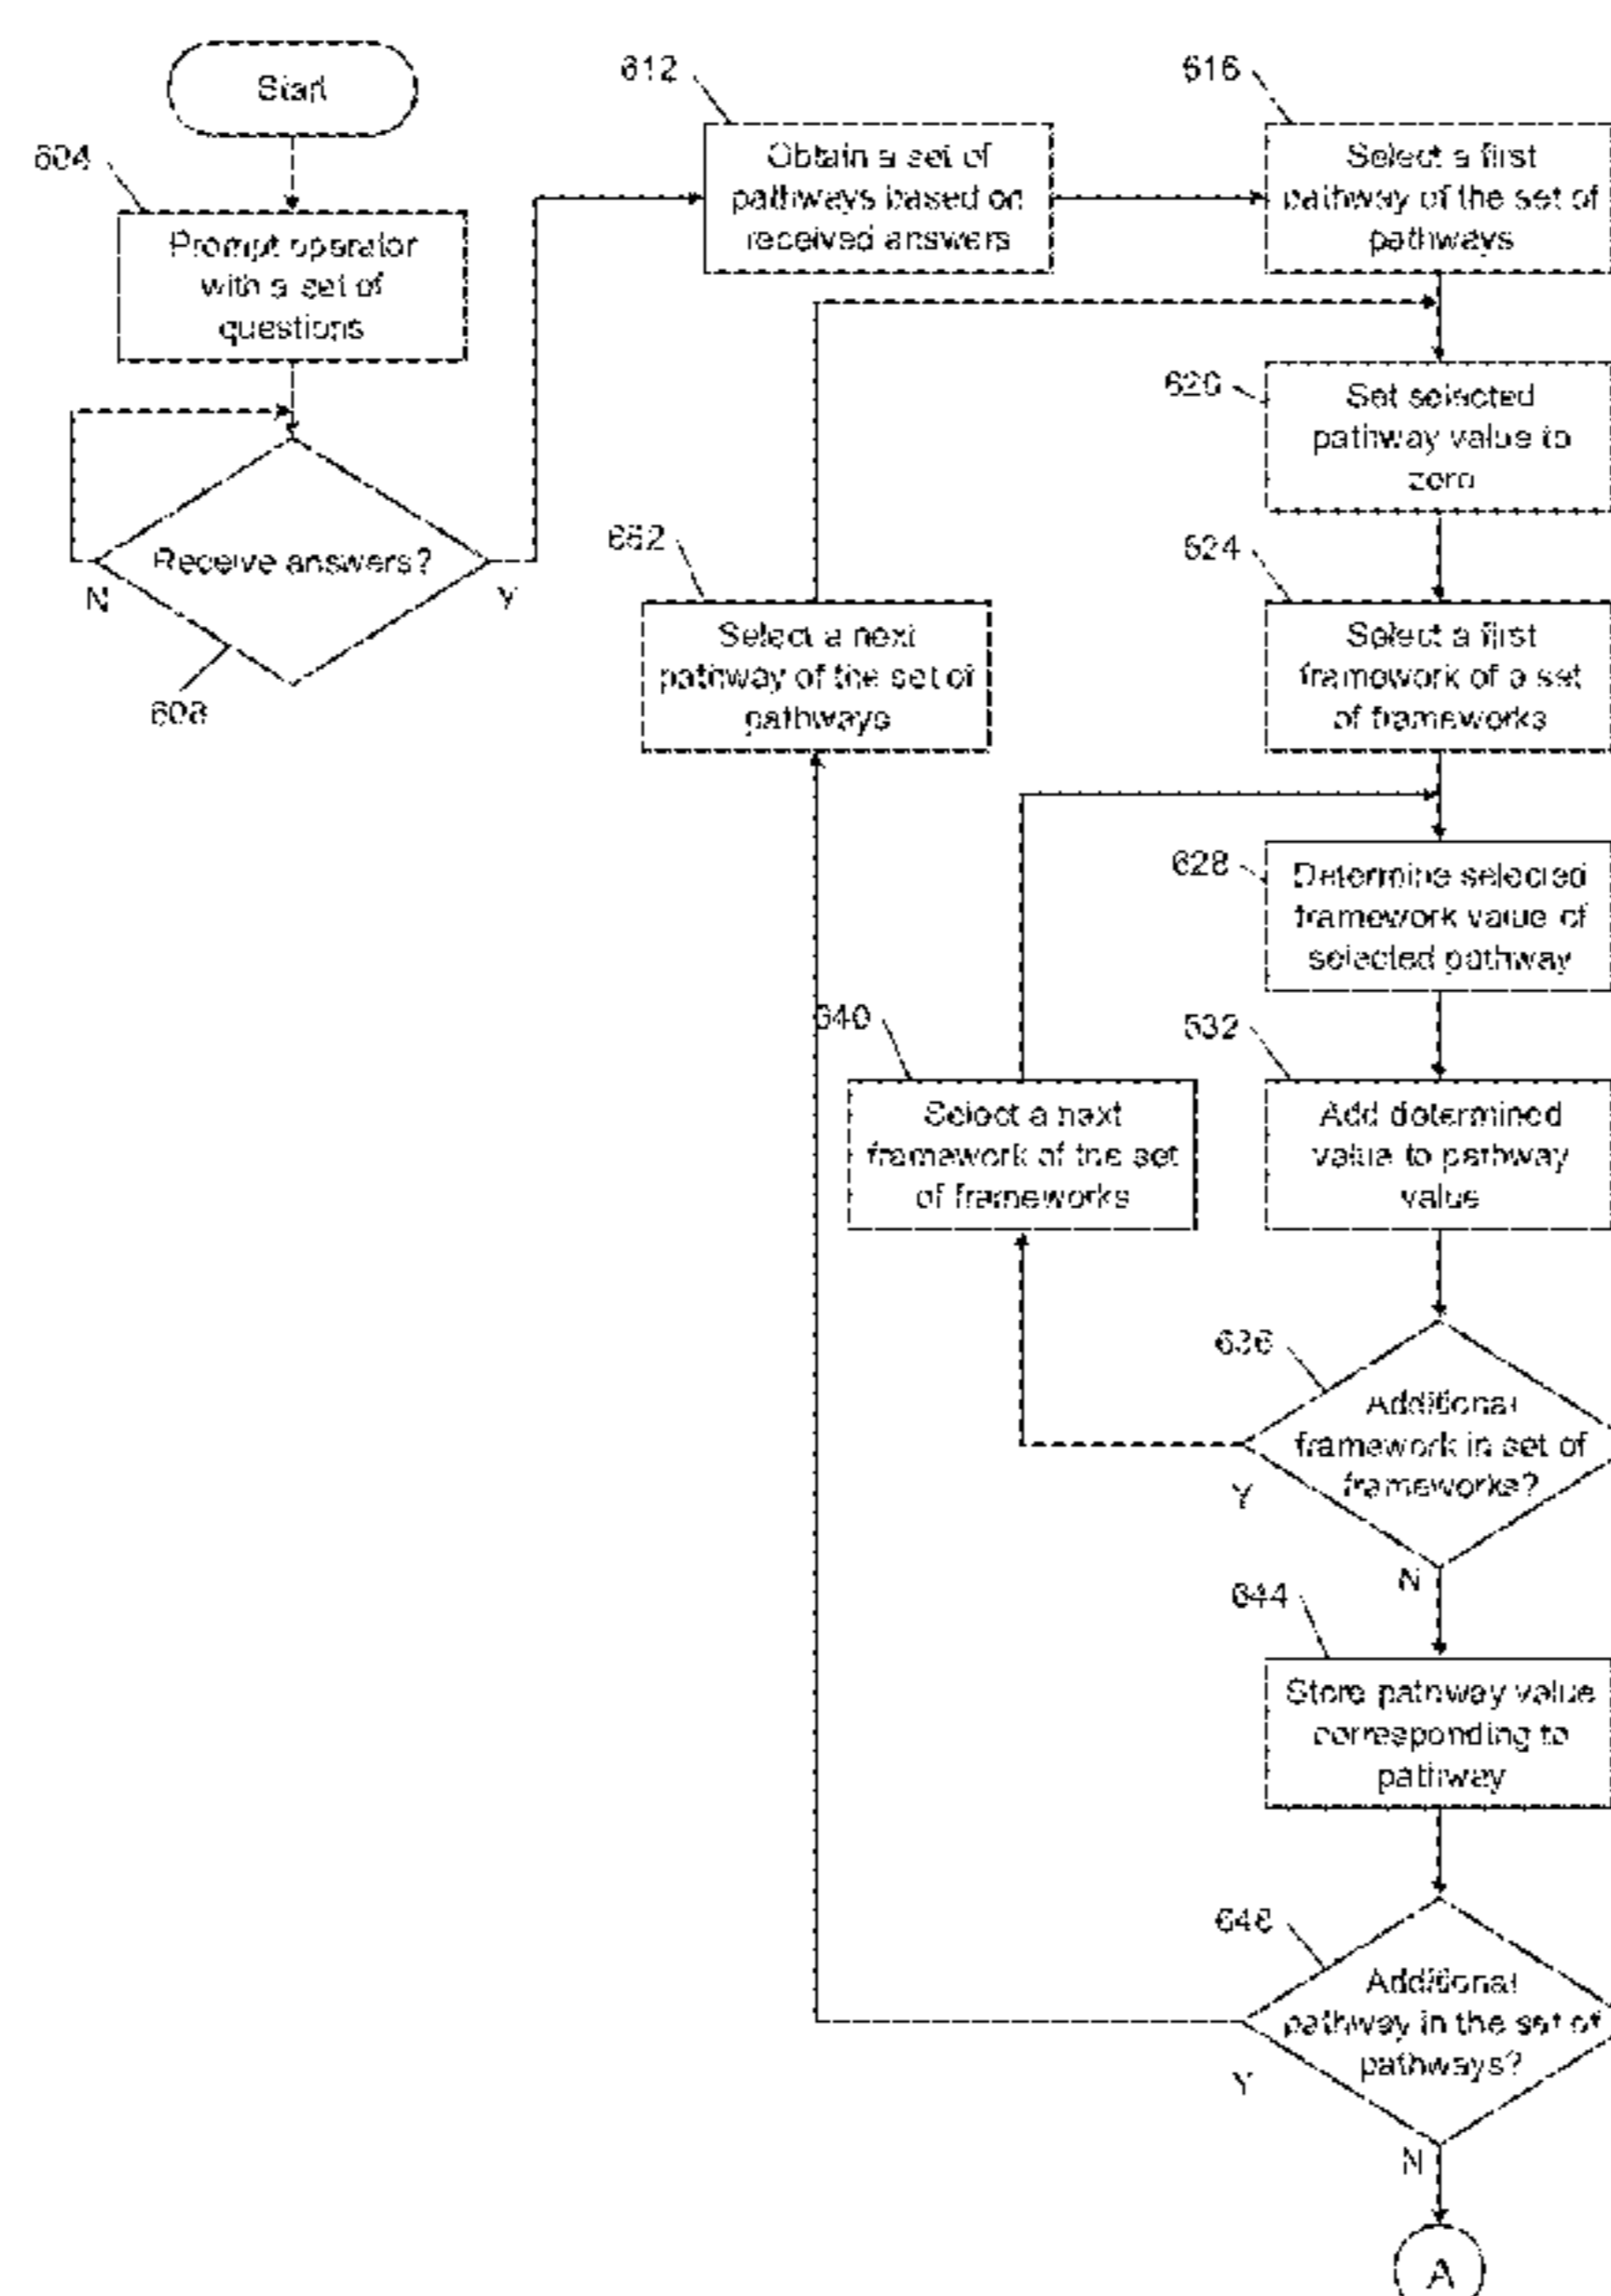 Start
604
Prompt operator
with a set of
questions
Receive answers?
N
Y
608
612
Obtain a set of
pathways based on
received answers
616
Select a first
pathway of the set of
pathways
620
Set selected
pathway value to
zero
652
Select a next
pathway of the set of
pathways
624
Select a first
framework of a set
of frameworks
628
Determine selected
framework value of
selected pathway
640
Select a next
framework of the set
of frameworks
632
Add determined
value to pathway
value
636
Additional
framework in set of
frameworks?
Y
N
644
Store pathway value
corresponding to
pathway
648
Additional
pathway in the set of
pathways?
Y
N
A